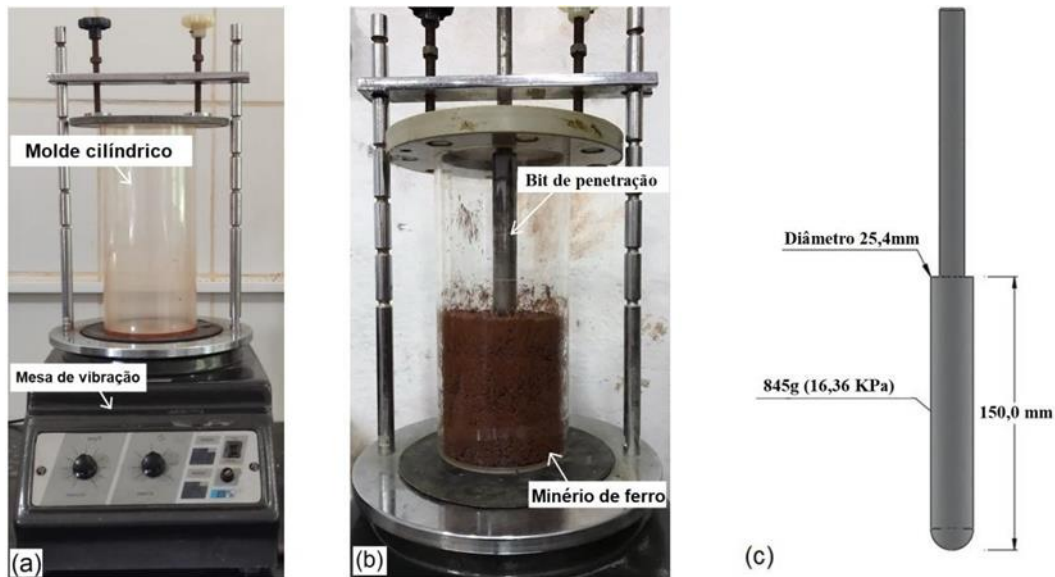 Molde cilíndrico
Mesa de vibração
(a)
Bit de penetração
Minério de ferro
(b)
Diâmetro 25,4mm
845g (16,36 KPa)
150,0 mm
(c)